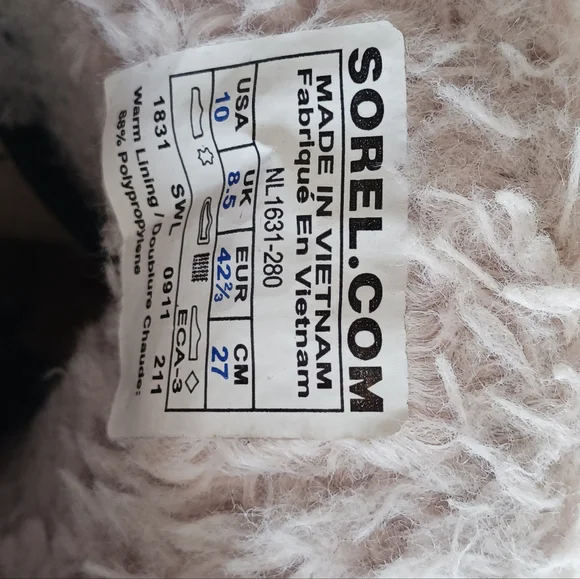 SOREL.COM
MADE IN VIETNAM
Fabriqué En Vietnam
NL1631-280
USA UK EUR CM
10 8.5 42⅔ 27
ECA-3
1831 SWL 0911 211
Warm Lining / Doublure Chaude:
88% Polypropylene